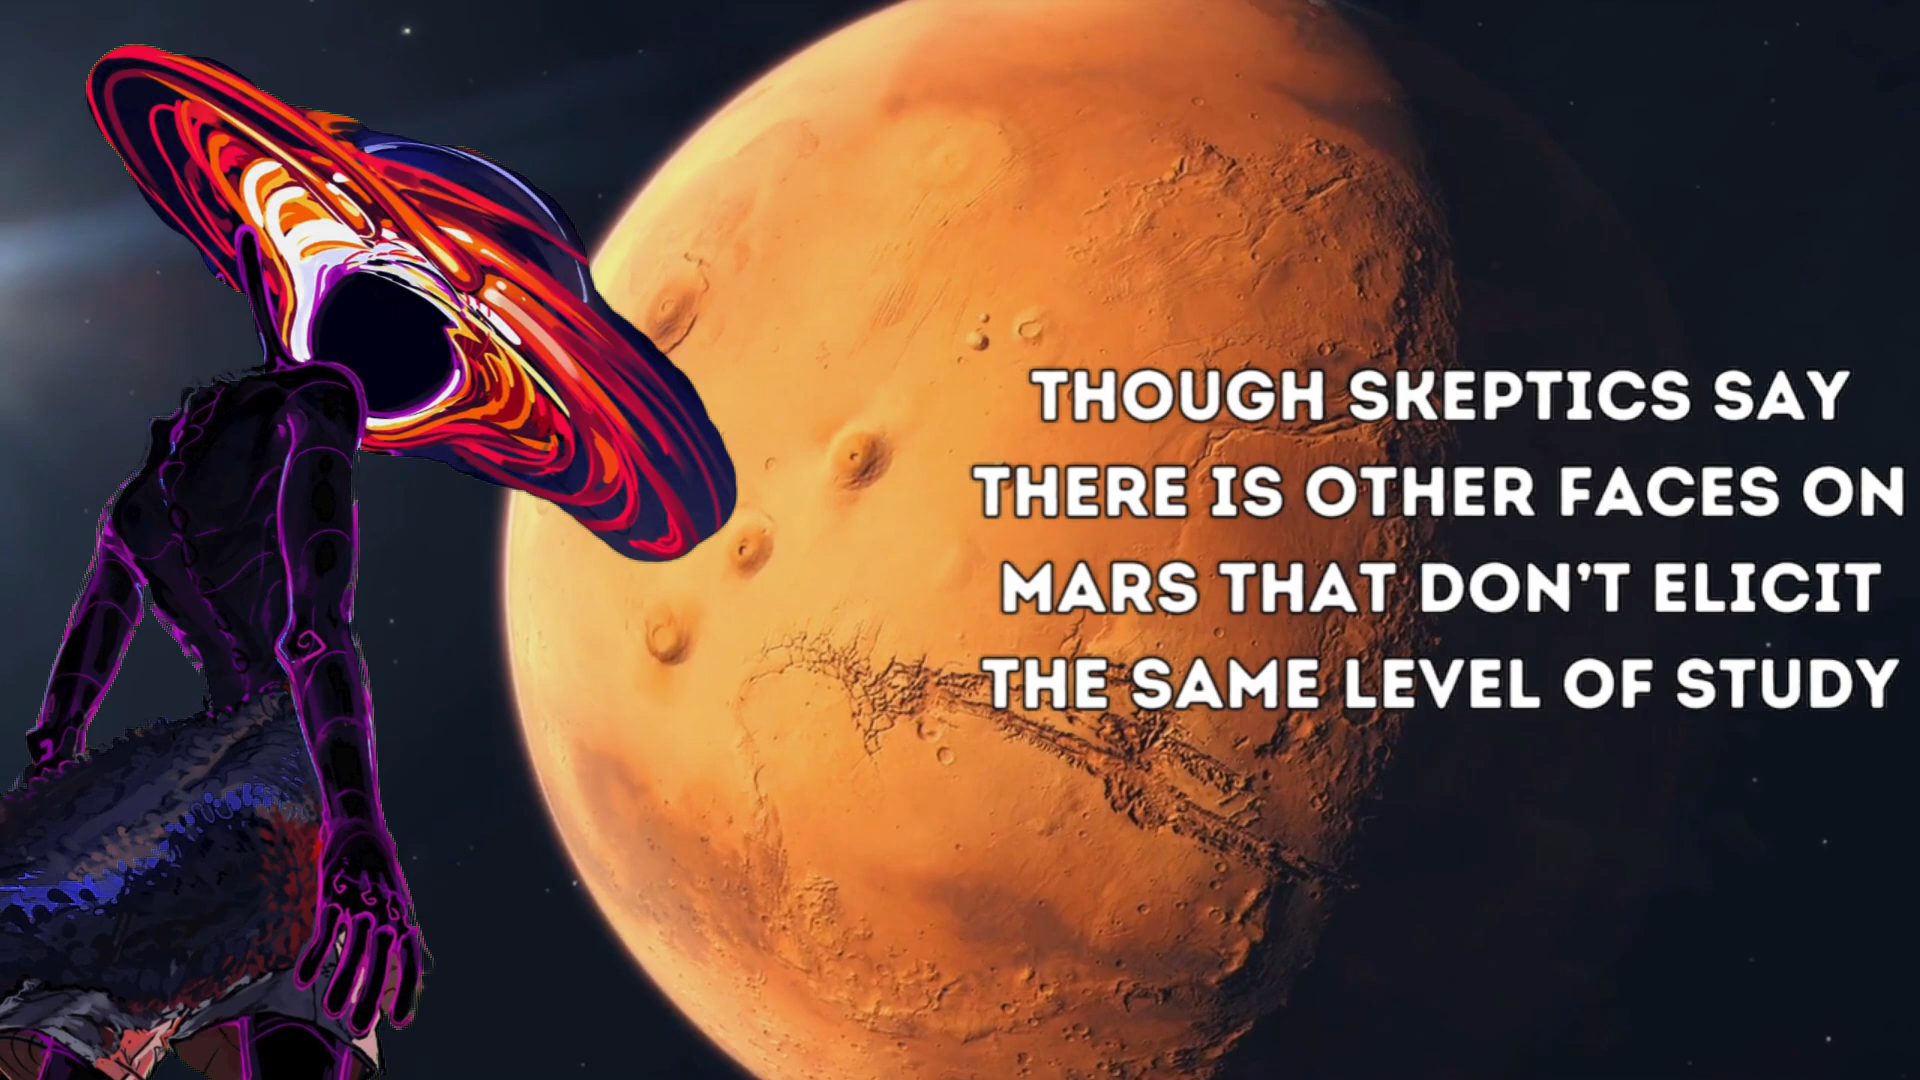 THOUGH SKEPTICS SAY
THERE IS OTHER FACES ON
MARS THAT DON'T ELICIT
THE SAME LEVEL OF STUDY